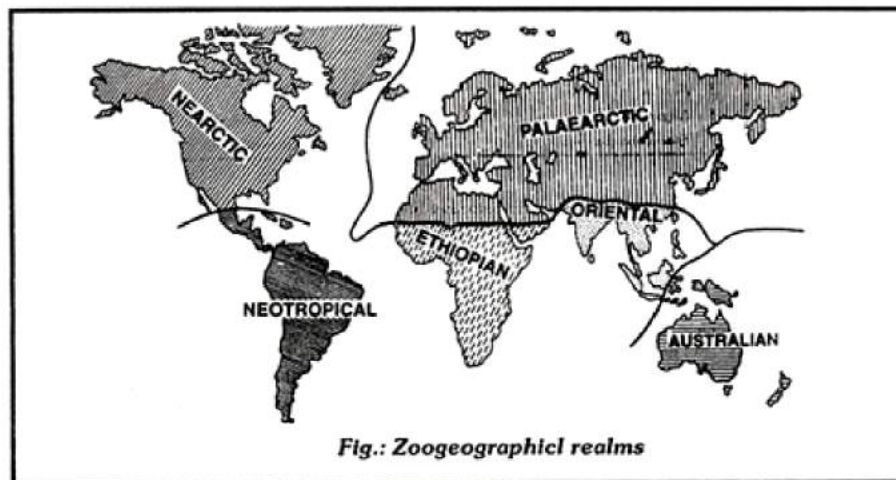 NEARCTIC
PALAEARCTIC
ORIENTAL
ETHIOPIAN
NEOTROPICAL
AUSTRALIAN
Fig.: Zoogeographicl realms